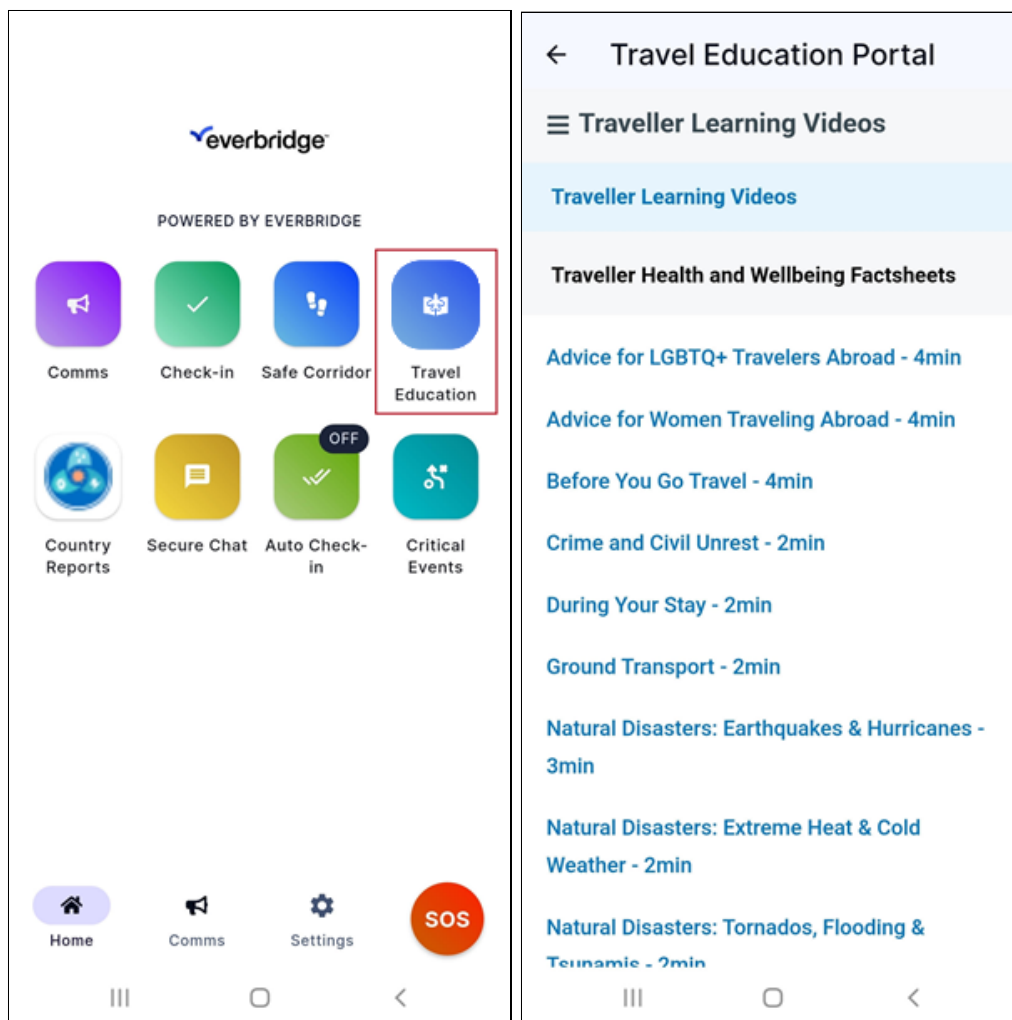 everbridge
POWERED BY EVERBRIDGE
Comms
Check-in
Safe Corridor
Travel
Education
OFF
Country
Reports
Secure Chat
Auto Check-
in
Critical
Events
Home
Comms
Settings
SOS
Travel Education Portal
Traveller Learning Videos
Traveller Learning Videos
Traveller Health and Wellbeing Factsheets
Advice for LGBTQ+ Travelers Abroad - 4min
Advice for Women Traveling Abroad - 4min
Before You Go Travel - 4min
Crime and Civil Unrest - 2min
During Your Stay - 2min
Ground Transport - 2min
Natural Disasters: Earthquakes & Hurricanes -
3min
Natural Disasters: Extreme Heat & Cold
Weather - 2min
Natural Disasters: Tornados, Flooding &
Tsunamis - 2min